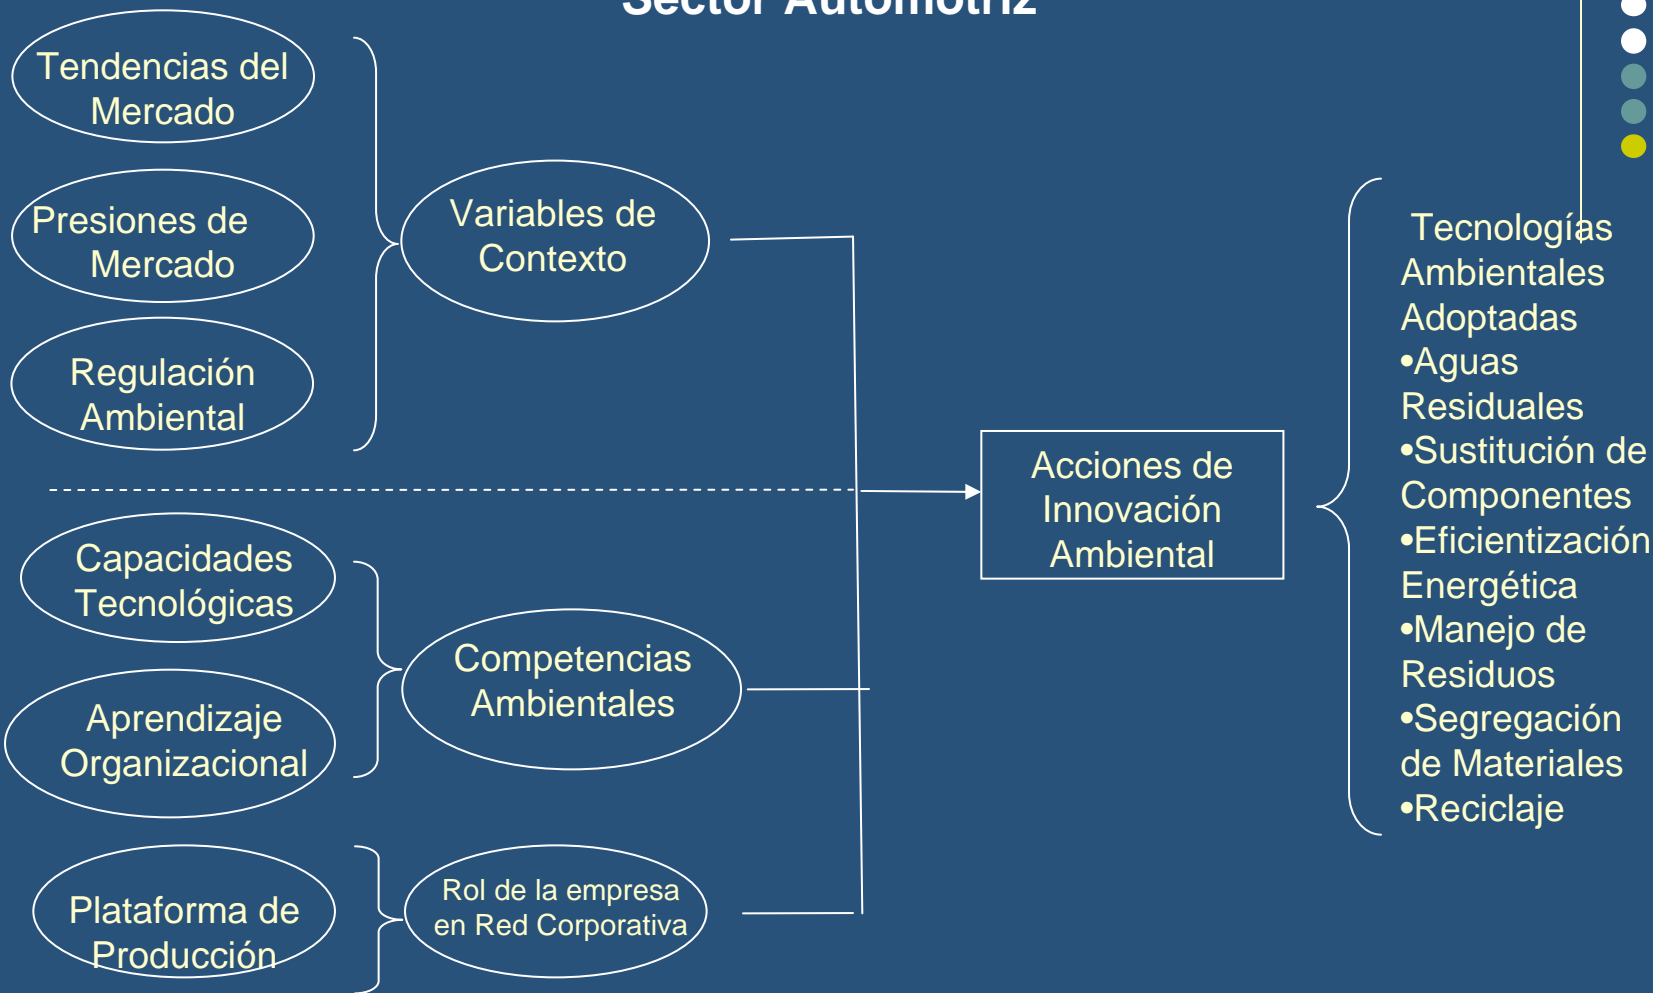 Sector Automotriz
Tendencias del
Mercado
Presiones de
Mercado
Regulación
Ambiental
Variables de
Contexto
Capacidades
Tecnológicas
Aprendizaje
Organizacional
Competencias
Ambientales
Plataforma de
Producción
Rol de la empresa
en Red Corporativa
Acciones de
Innovación
Ambiental
Tecnologías
Ambientales
Adoptadas
•Aguas
Residuales
•Sustitución de
Componentes
•Eficientización
Energética
•Manejo de
Residuos
•Segregación
de Materiales
•Reciclaje